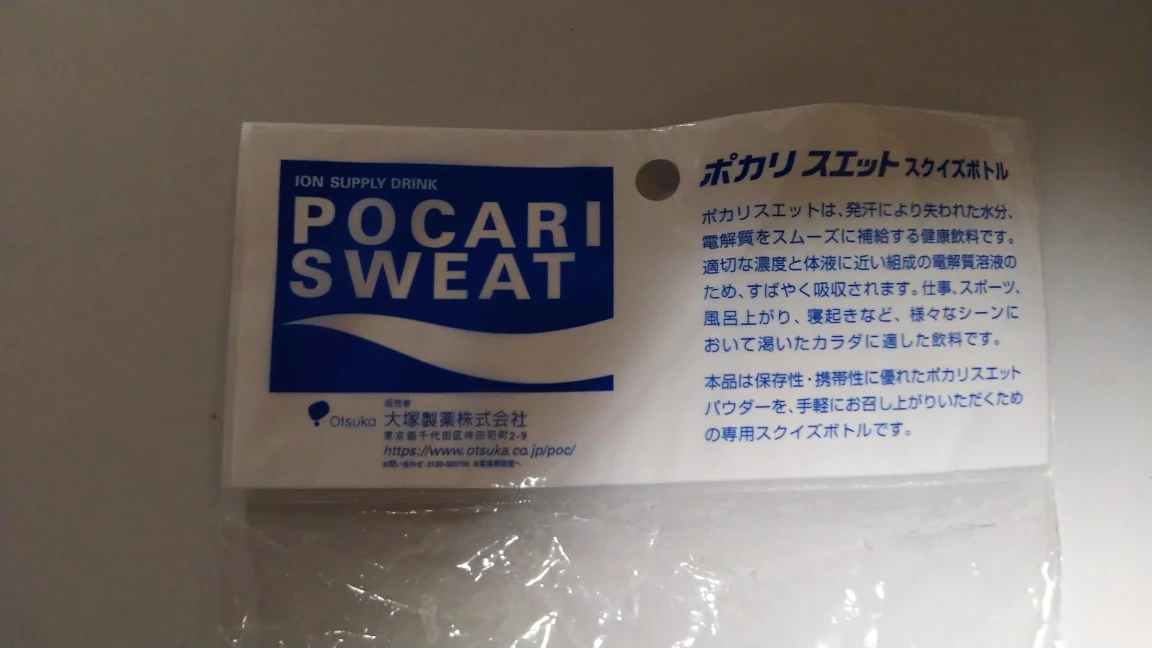 ION SUPPLY DRINK
POCARI
SWEAT
Otsuka
販売者
大塚製薬株式会社
東京都千代田区神田司町2-9
https://www.otsuka.co.jp/poc/
お問い合わせ
ポカリスエット スクイズボトル
ポカリスエットは、発汗により失われた水分、
電解質をスムーズに補給する健康飲料です。
適切な濃度と体液に近い組成の電解質溶液の
ため、すばやく吸収されます。仕事、スポーツ、
風呂上がり、寝起きなど、様々なシーンに
おいて渇いたカラダに適した飲料です。
本品は保存性・携帯性に優れたポカリスエット
パウダーを、手軽にお召し上がりいただくため
の専用スクイズボトルです。